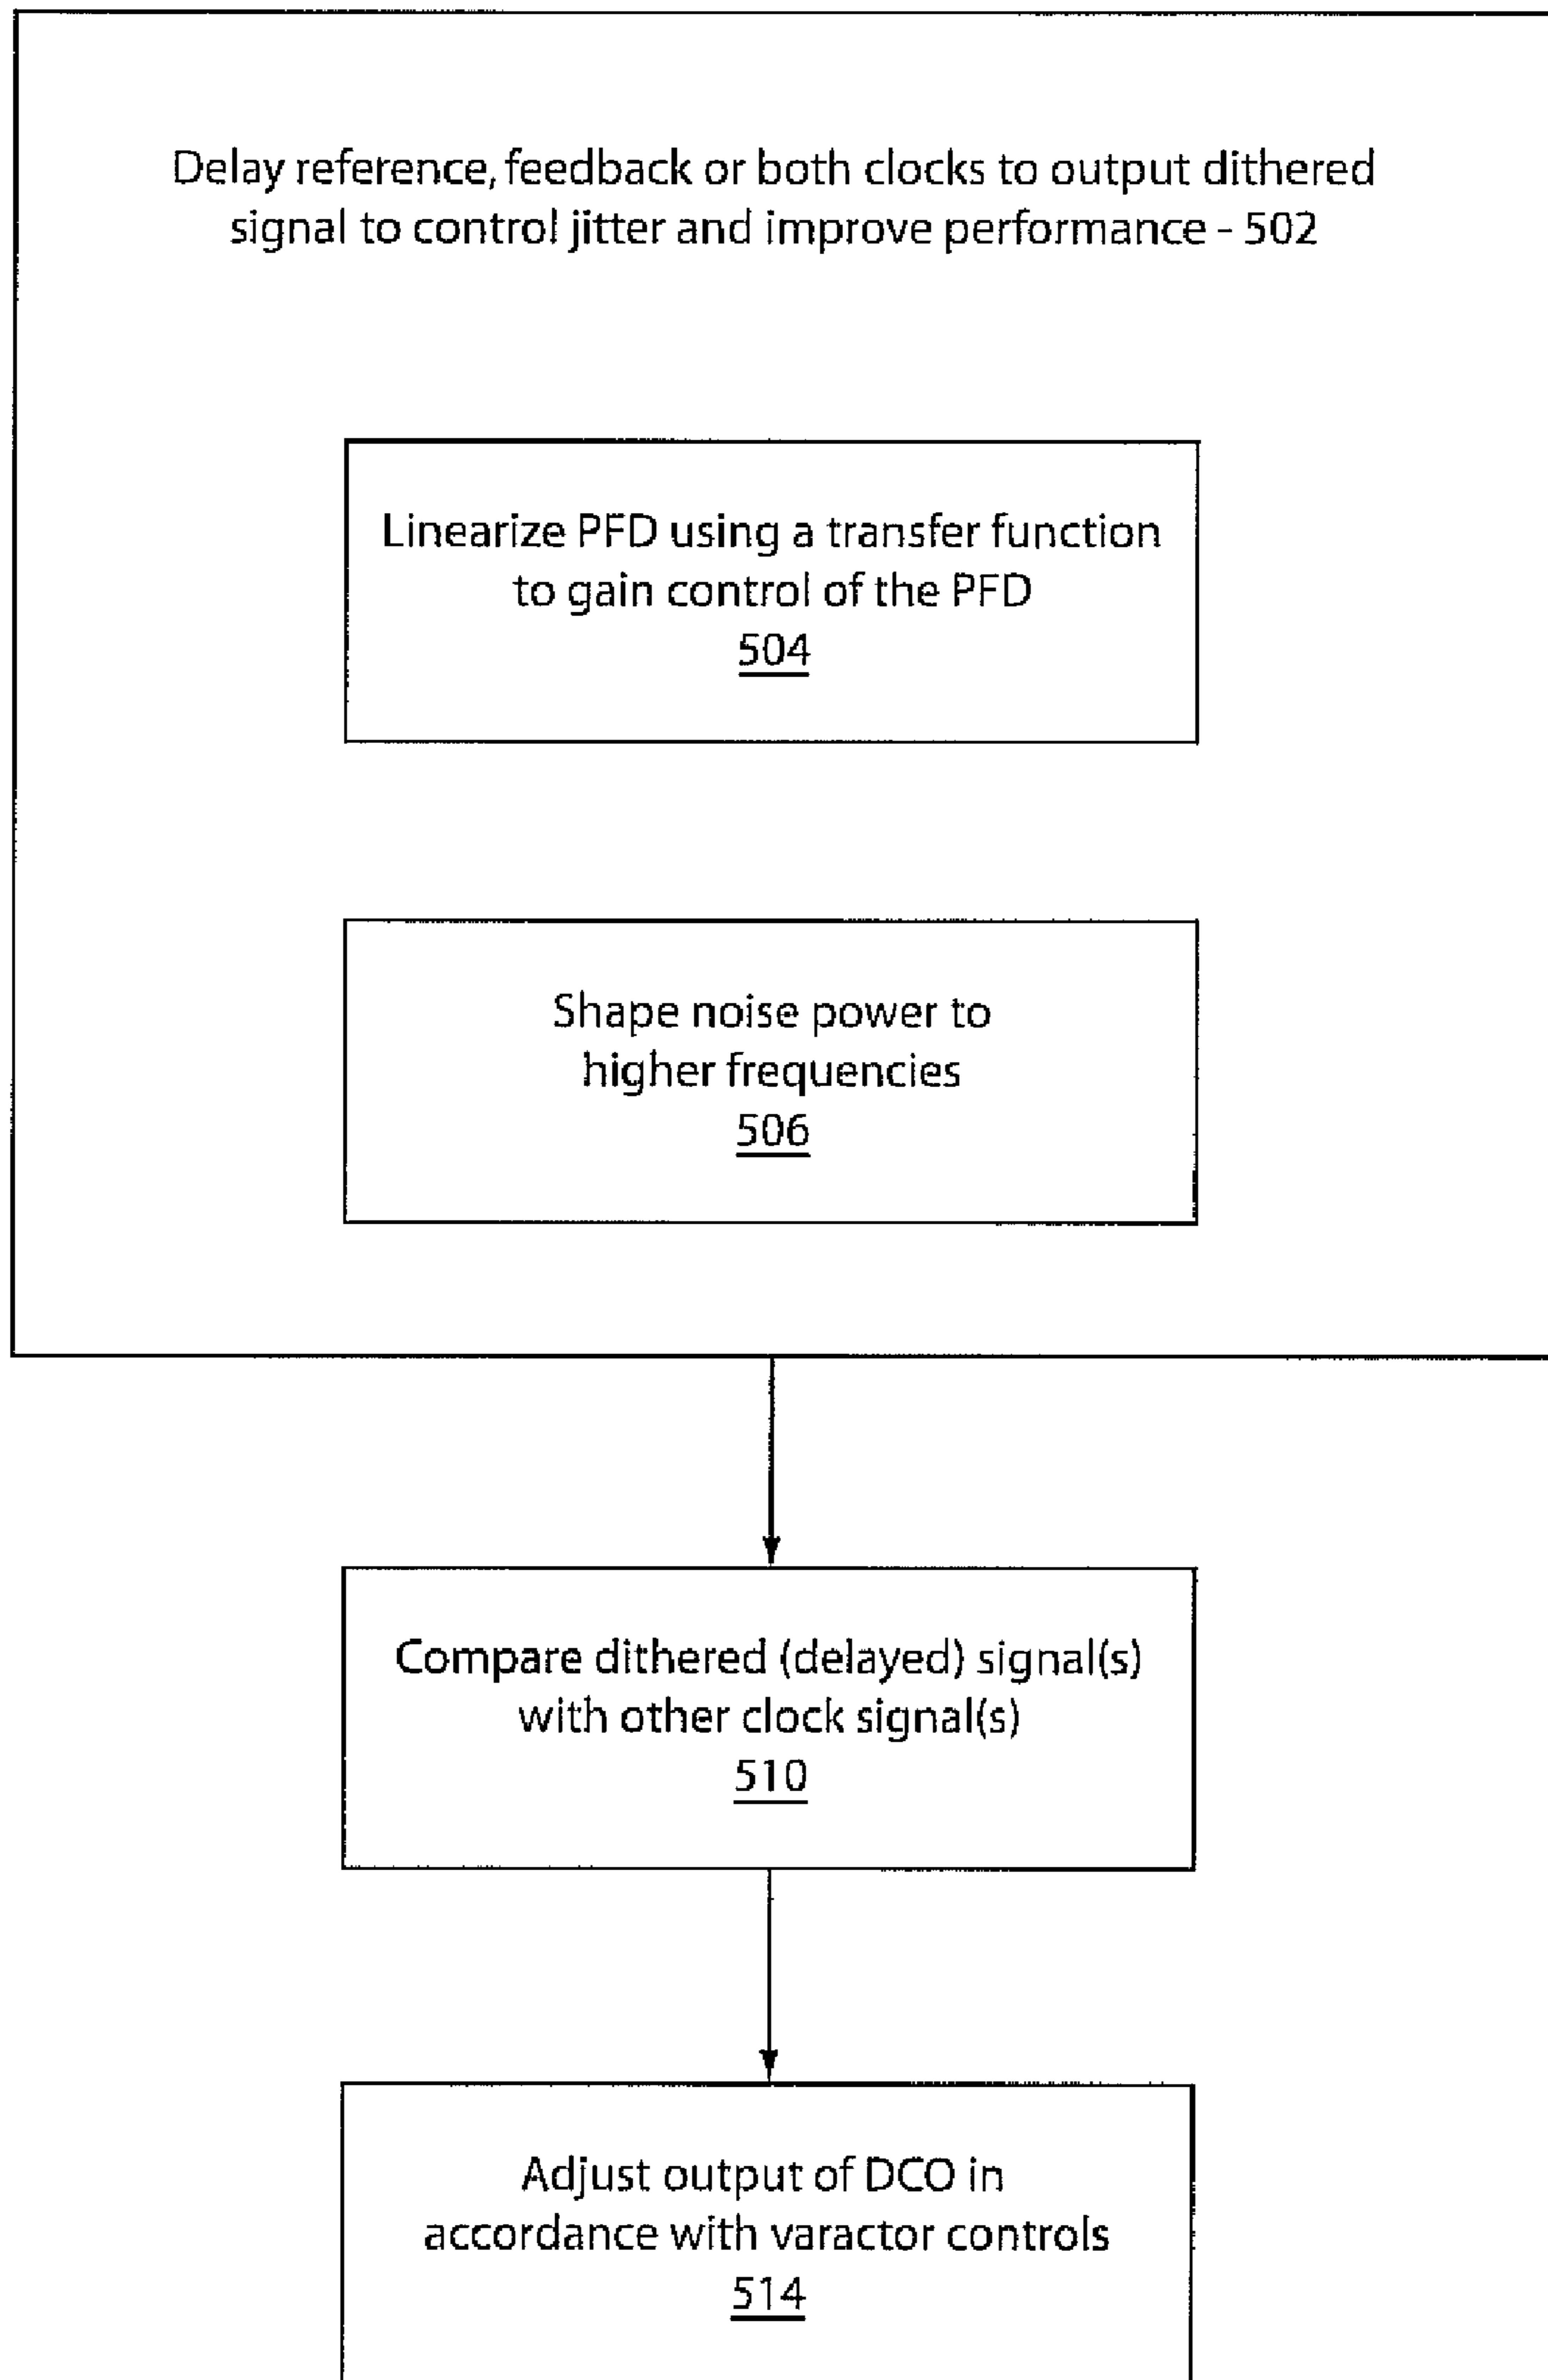 Delay reference, feedback or both clocks to output dithered
signal to control jitter and improve performance - 502
Linearize PFD using a transfer function
to gain control of the PFD
504
Shape noise power to
higher frequencies
506
Compare dithered (delayed) signal(s)
with other clock signal(s)
510
Adjust output of DCO in
accordance with varactor controls
514